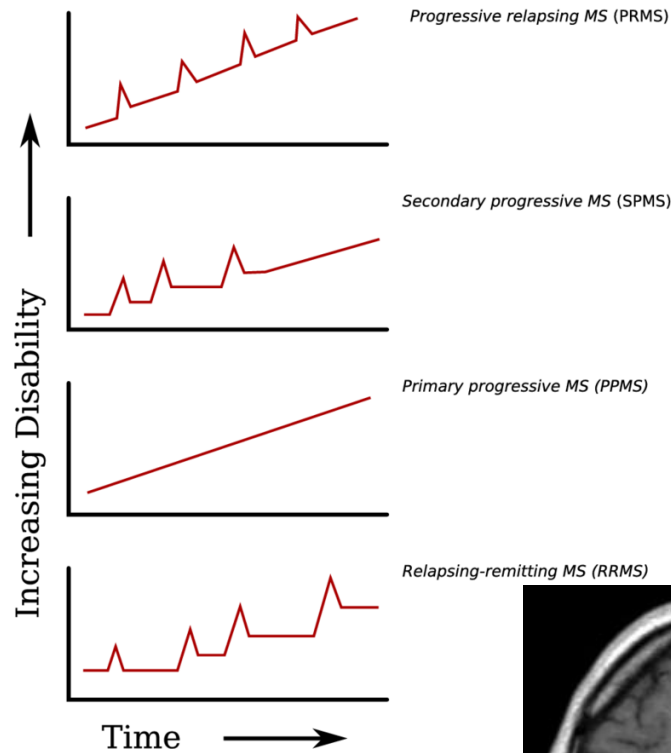 Progressive relapsing MS (PRMS)
Secondary progressive MS (SPMS)
Primary progressive MS (PPMS)
Relapsing-remitting MS (RRMS)
Increasing Disability
Time